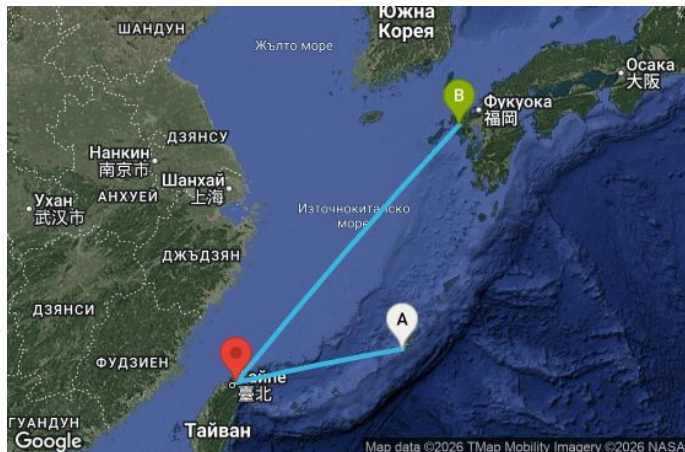 ШАНДУН
Южна
Корея
Жълто море
Осака
大阪
B
Фукуока
福岡
ДЗЯНСУ
Нанкин
南京市
Шанхай
上海
АНХУЕЙ
Ухан
武汉市
Източнокитайско
море
ДЖЪДЗЯН
ДЗЯНСИ
A
ФУДЗИЕН
臺北
ГУАНДУН
Тайван
Google
Map data ©2026 TMap Mobility Imagery ©2026 NASA